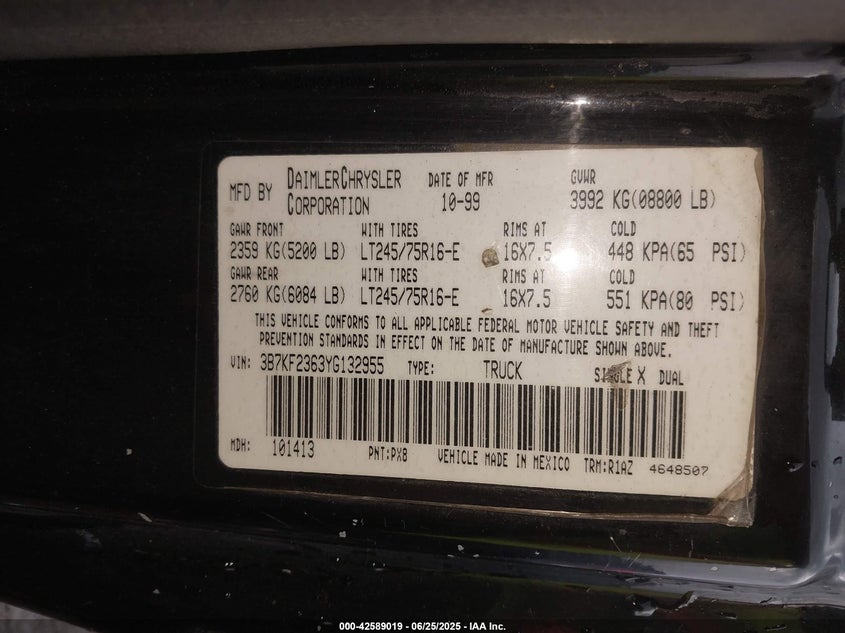 MFD BY DAIMLERCHRYSLER CORPORATION DATE OF MFR 10-99 GVWR 3992 KG(08800 LB)
GAWR FRONT WITH TIRES RIMS AT COLD
2359 KG(5200 LB) LT245/75R16-E 16X7.5 448 KPA(65 PSI)
GAWR REAR WITH TIRES RIMS AT COLD
2760 KG(6084 LB) LT245/75R16-E 16X7.5 551 KPA(80 PSI)
THIS VEHICLE CONFORMS TO ALL APPLICABLE FEDERAL MOTOR VEHICLE SAFETY AND THEFT
PREVENTION STANDARDS IN EFFECT ON THE DATE OF MANUFACTURE SHOWN ABOVE.
VIN: 3B7KF2363YG132955 TYPE: TRUCK SINGLE X DUAL
MDH: 101413 PNT:PX8 VEHICLE MADE IN MEXICO TRM:R1AZ 4648507
000-42589019 - 06/25/2025 - IAA Inc.